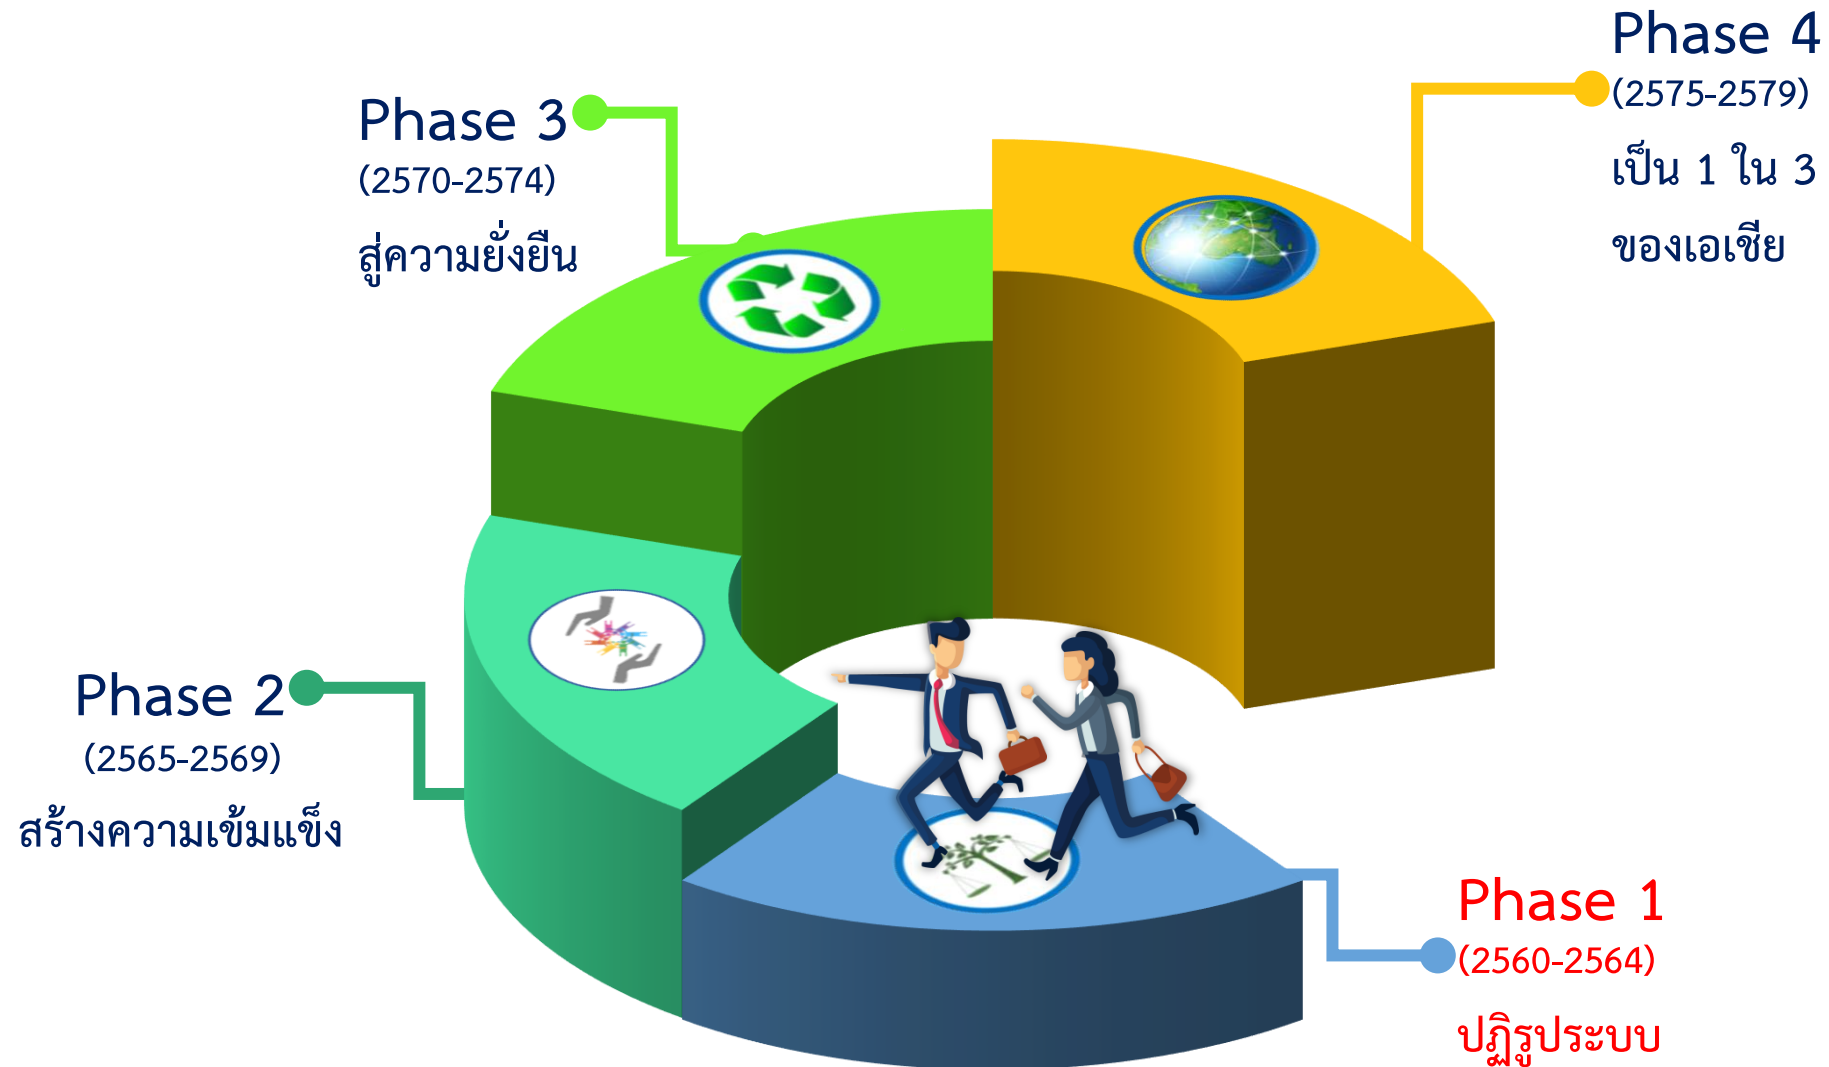 Phase 4
(2575-2579)
เป็น 1 ใน 3
ของเอเชีย
Phase 3
(2570-2574)
สู่ความยั่งยืน
Phase 2
(2565-2569)
สร้างความเข้มแข็ง
Phase 1
(2560-2564)
ปฏิรูประบบ